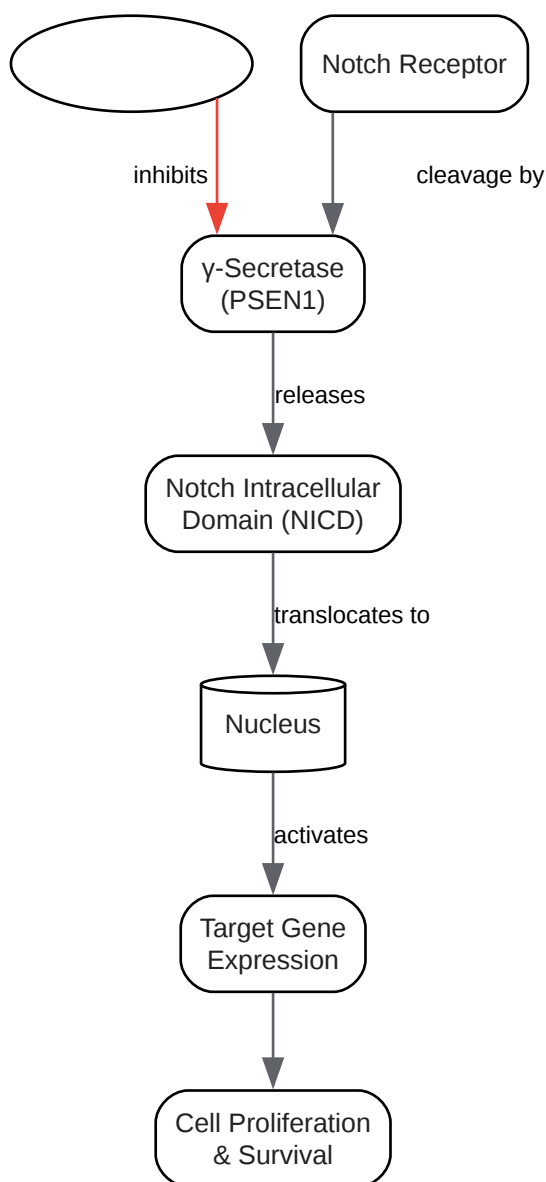 Notch Receptor
inhibits
cleavage by
γ-Secretase
(PSEN1)
releases
Notch Intracellular
Domain (NICD)
translocates to
Nucleus
activates
Target Gene
Expression
Cell Proliferation
& Survival